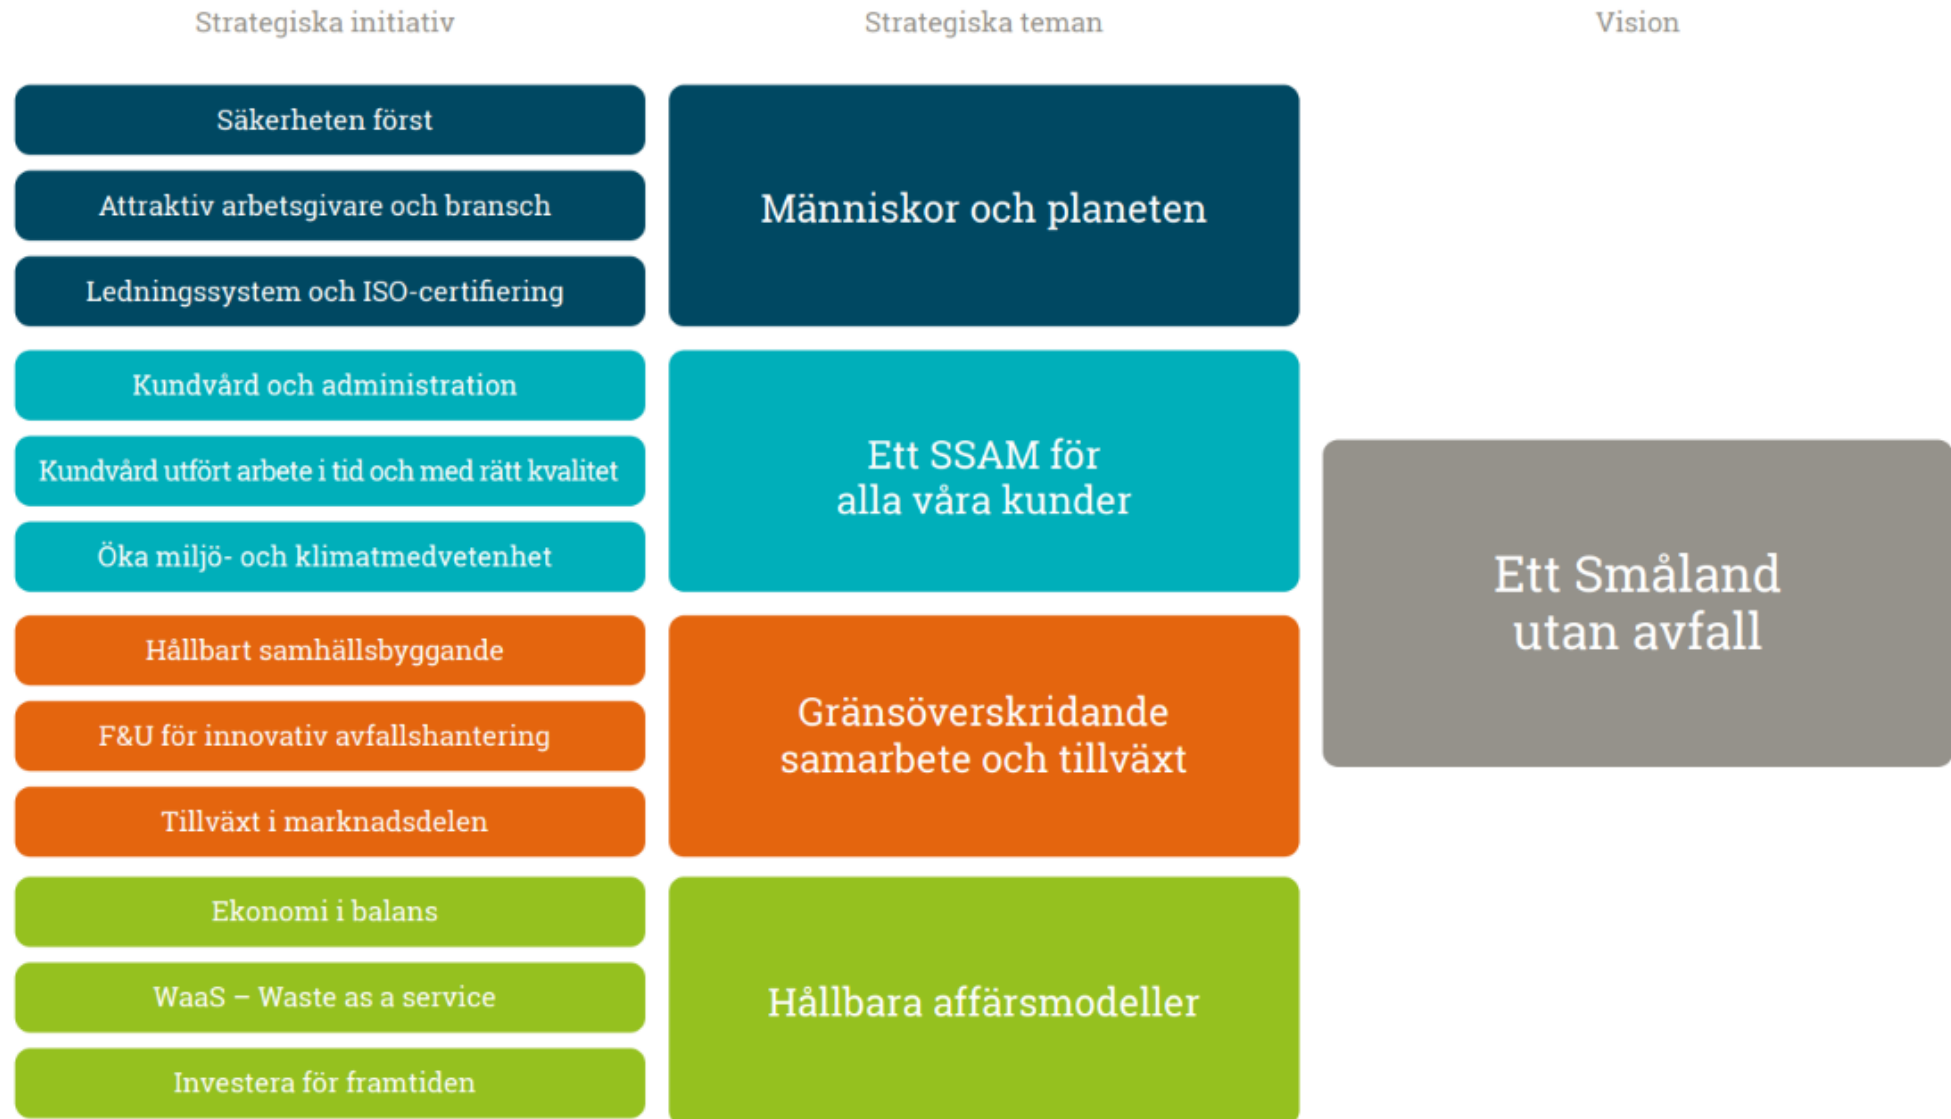 Strategiska initiativ
Strategiska teman
Vision
Säkerheten först
Attraktiv arbetsgivare och bransch
Ledningssystem och ISO-certifiering
Människor och planeten
Kundvård och administration
Kundvård utfört arbete i tid och med rätt kvalitet
Öka miljö- och klimatmedvetenhet
Ett SSAM för
alla våra kunder
Hållbart samhällsbyggande
F&U för innovativ avfallshantering
Tillväxt i marknadsdelen
Gränsöverskridande
samarbete och tillväxt
Ekonomi i balans
WaaS – Waste as a service
Investera för framtiden
Hållbara affärsmodeller
Ett Småland
utan avfall